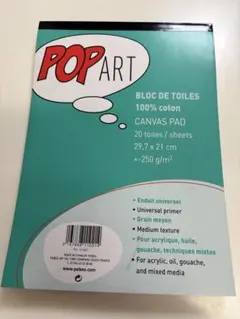 POP ART
BLOC DE TOILES
100% coton
CANVAS PAD
20 toiles / sheets
29,7 x 21 cm
+-250 g/m²
• Enduit universel
• Universal primer
• Grain moyen
• Medium texture
• Pour acrylique, huile,
gouache, techniques mixtes
• For acrylic, oil, gouache,
and mixed media
www.pebeo.com